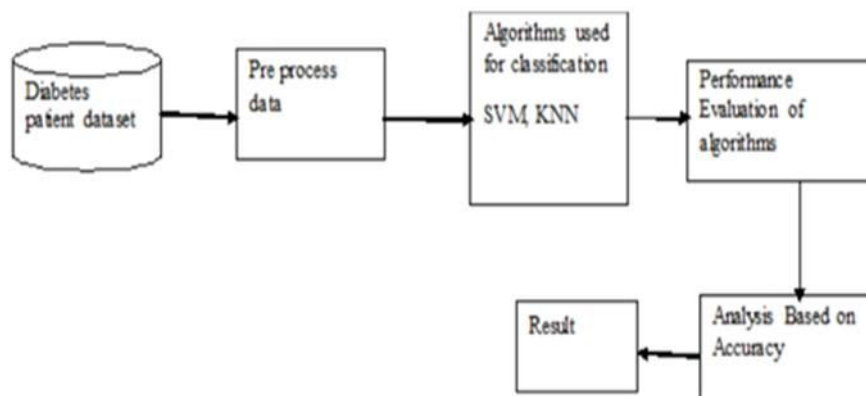 Diabetes
patient dataset
Pre process
data
Algorithms used
for classification
SVM, KNN
Performance
Evaluation of
algorithms
Analysis Based on
Accuracy
Result